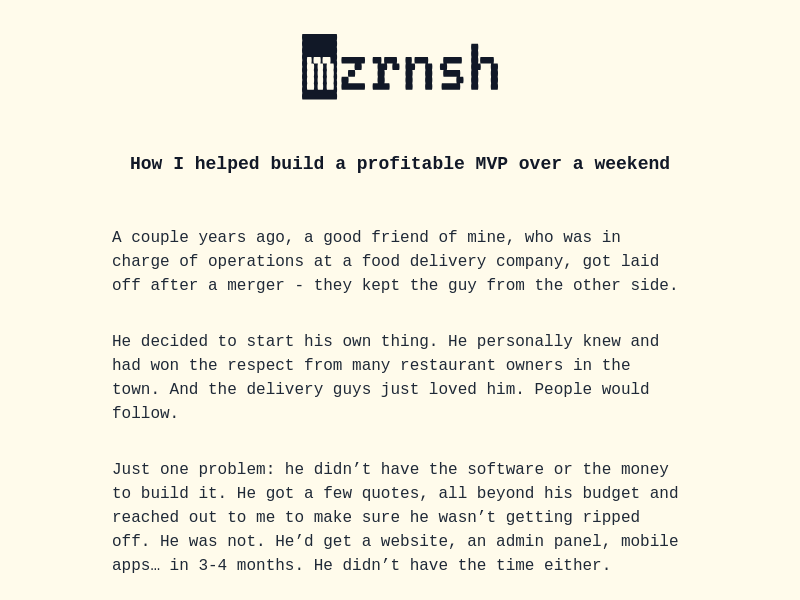 mzrnsh
How I helped build a profitable MVP over a weekend
A couple years ago, a good friend of mine, who was in
charge of operations at a food delivery company, got laid
off after a merger - they kept the guy from the other side.
He decided to start his own thing. He personally knew and
had won the respect from many restaurant owners in the
town. And the delivery guys just loved him. People would
follow.
Just one problem: he didn’t have the software or the money
to build it. He got a few quotes, all beyond his budget and
reached out to me to make sure he wasn’t getting ripped
off. He was not. He’d get a website, an admin panel, mobile
apps… in 3-4 months. He didn’t have the time either.